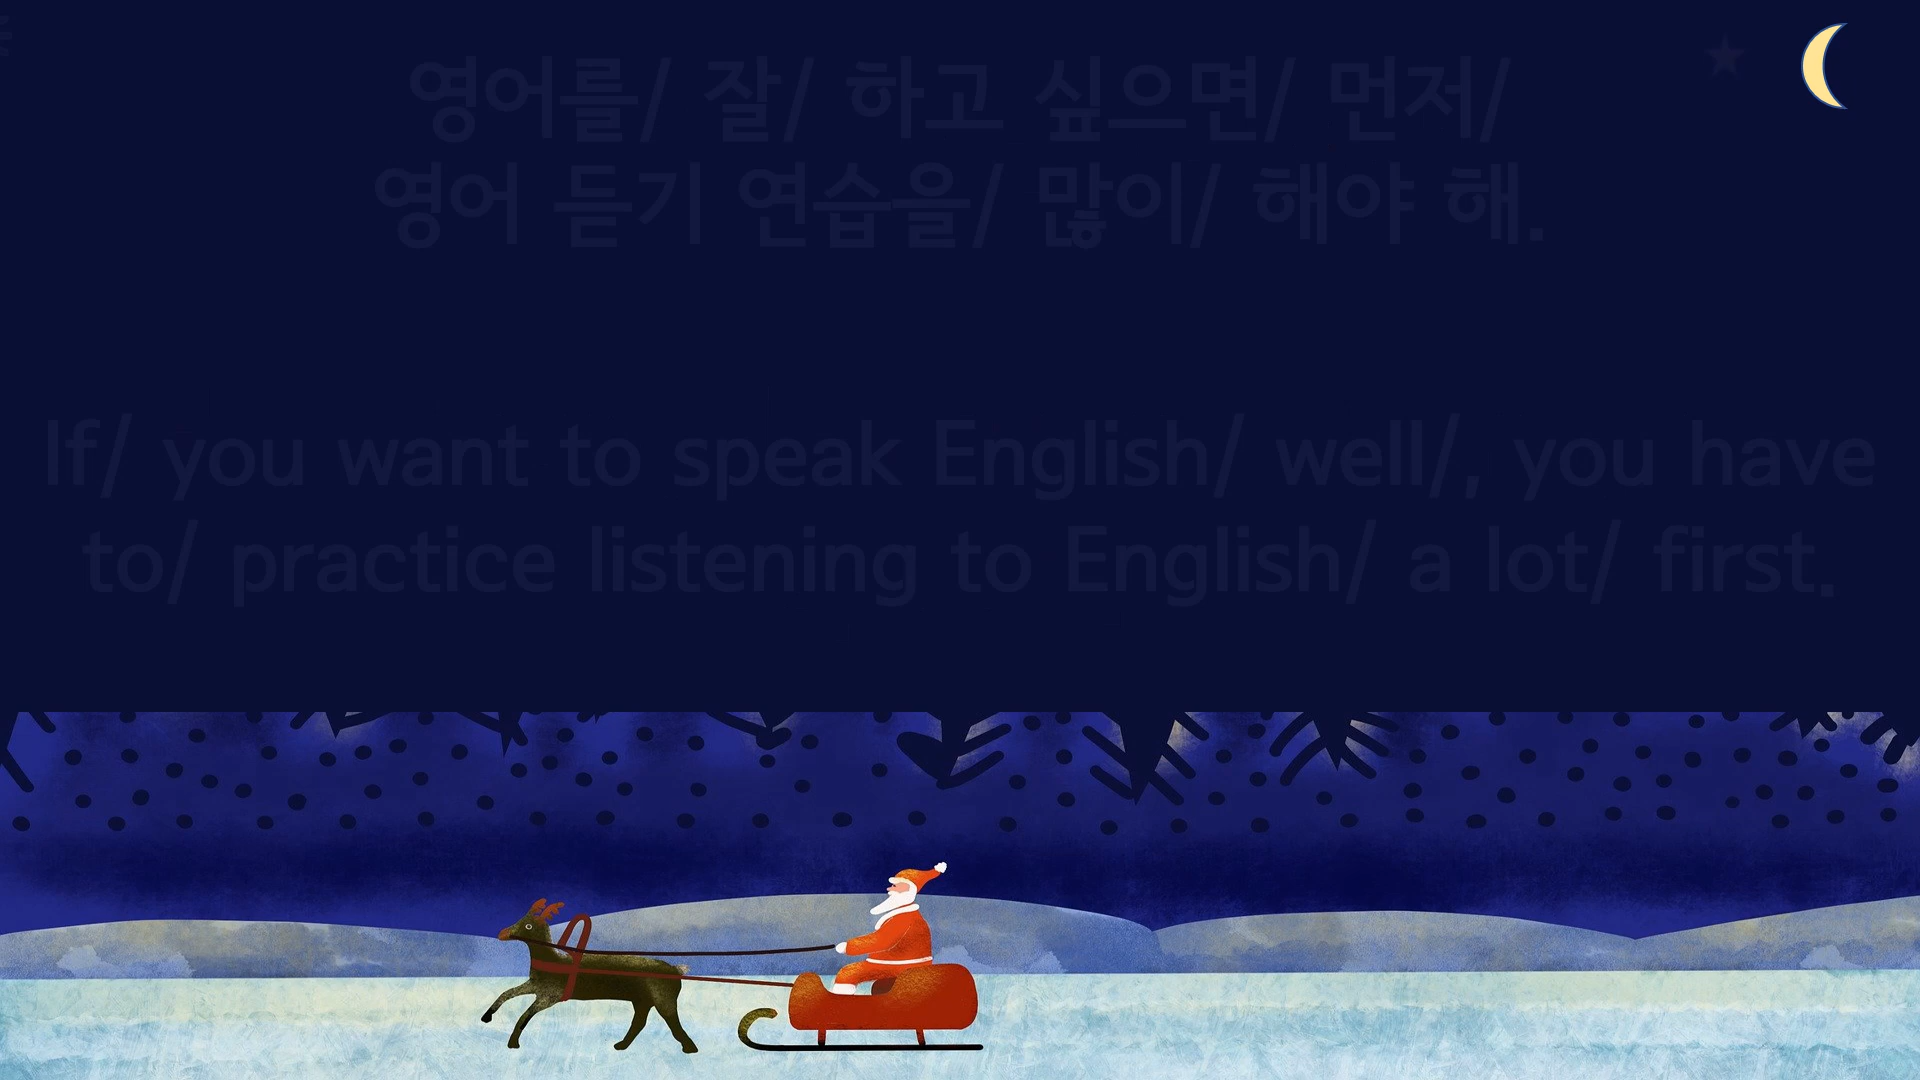 영어를/ 잘/ 하고 싶으면/ 먼저/
영어 듣기 연습을/ 많이/ 해야 해.
If/ you want to speak English/ well/, you have
to/ practice listening to English/ a lot/ first.